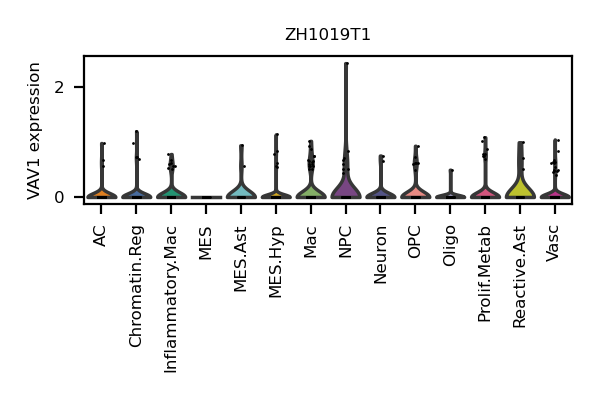 ZH1019T1
VAV1 expression
2
0
AC
Chromatin.Reg
Inflammatory.Mac
MES
MES.Ast
MES.Hyp
Mac
NPC
Neuron
OPC
Oligo
Prolif.Metab
Reactive.Ast
Vasc